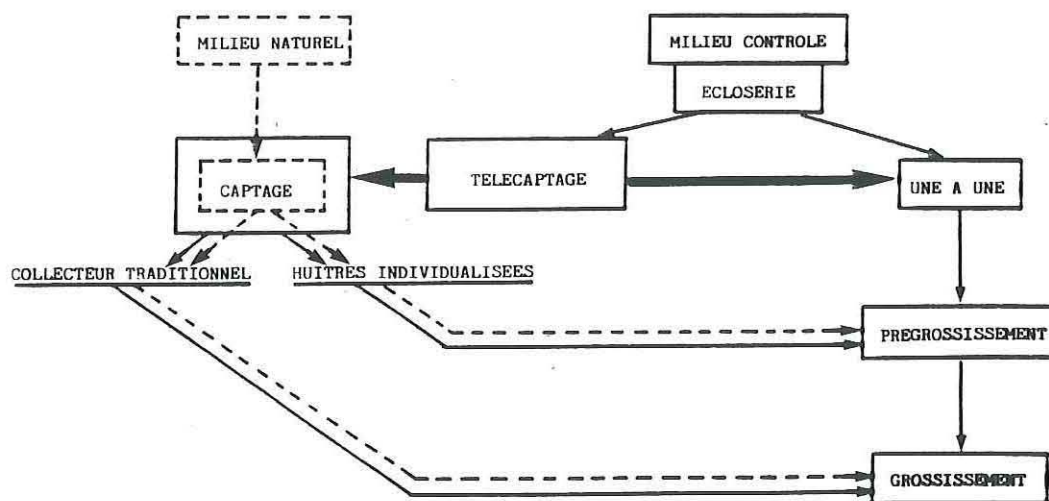 MILIEU NATUREL
MILIEU CONTROLE
ECLOSERIE
CAPTAGE
TELECAPTAGE
UNE A UNE
COLLECTEUR TRADITIONNEL
HUITRES INDIVIDUALISEES
PREGROSSISSEMENT
GROSSISSEMENT